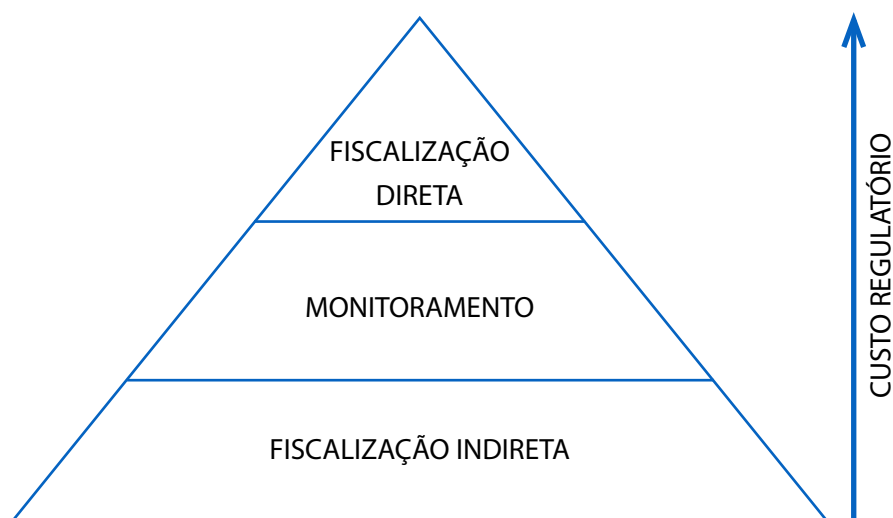 FISCALIZAÇÃO
DIRETA
MONITORAMENTO
FISCALIZAÇÃO INDIRETA
CUSTO REGULATÓRIO